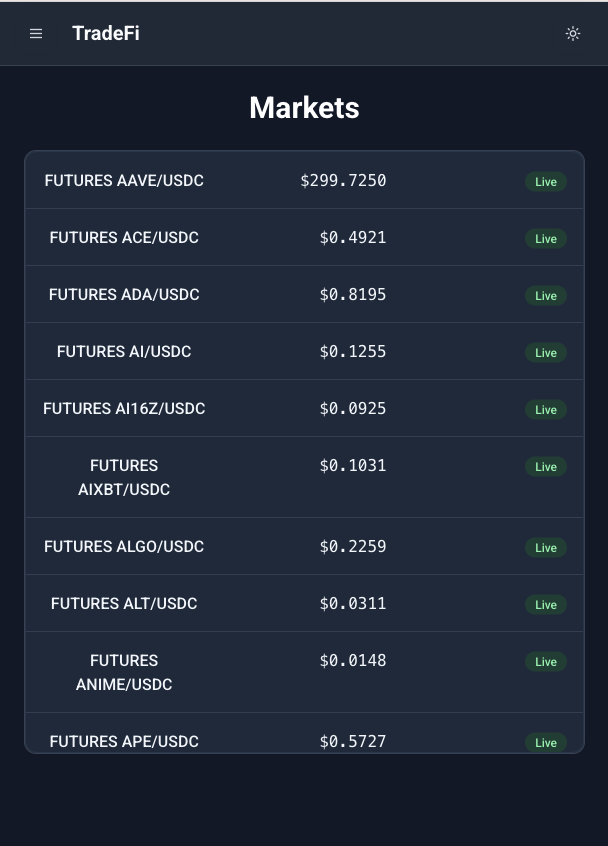 TradeFi
Markets
FUTURES AAVE/USDC $299.7250 Live
FUTURES ACE/USDC $0.4921 Live
FUTURES ADA/USDC $0.8195 Live
FUTURES AI/USDC $0.1255 Live
FUTURES AI16Z/USDC $0.0925 Live
FUTURES $0.1031 Live
AIXBT/USDC
FUTURES ALGO/USDC $0.2259 Live
FUTURES ALT/USDC $0.0311 Live
FUTURES $0.0148 Live
ANIME/USDC
FUTURES APE/USDC $0.5727 Live